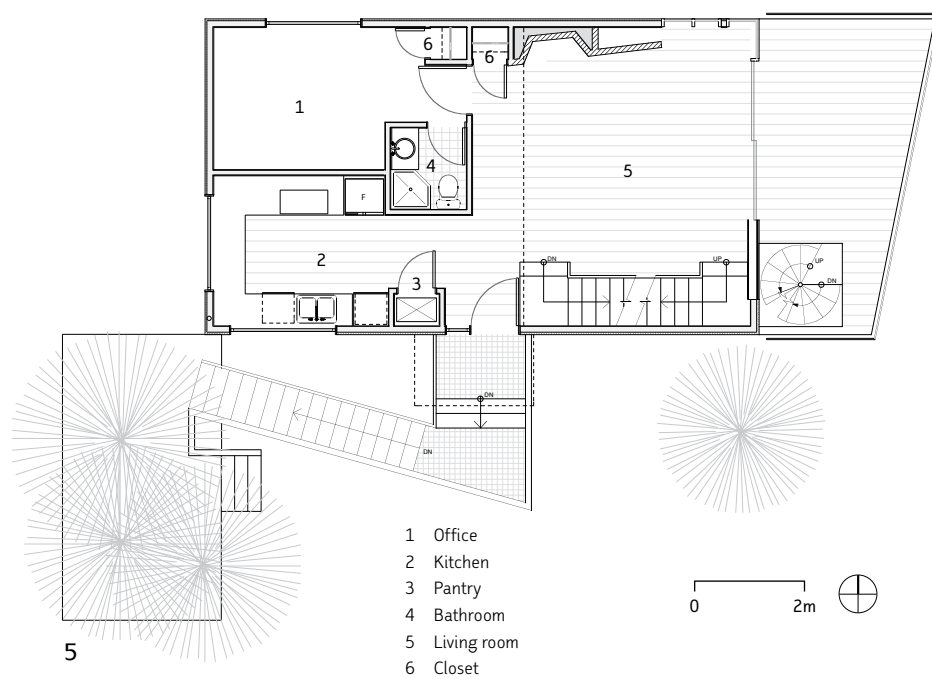 6
6
1
4
5
F
2
3
DN
UP
UP
DN
DN
DN
1 Office
2 Kitchen
3 Pantry
4 Bathroom
5 Living room
6 Closet
0 2m
5